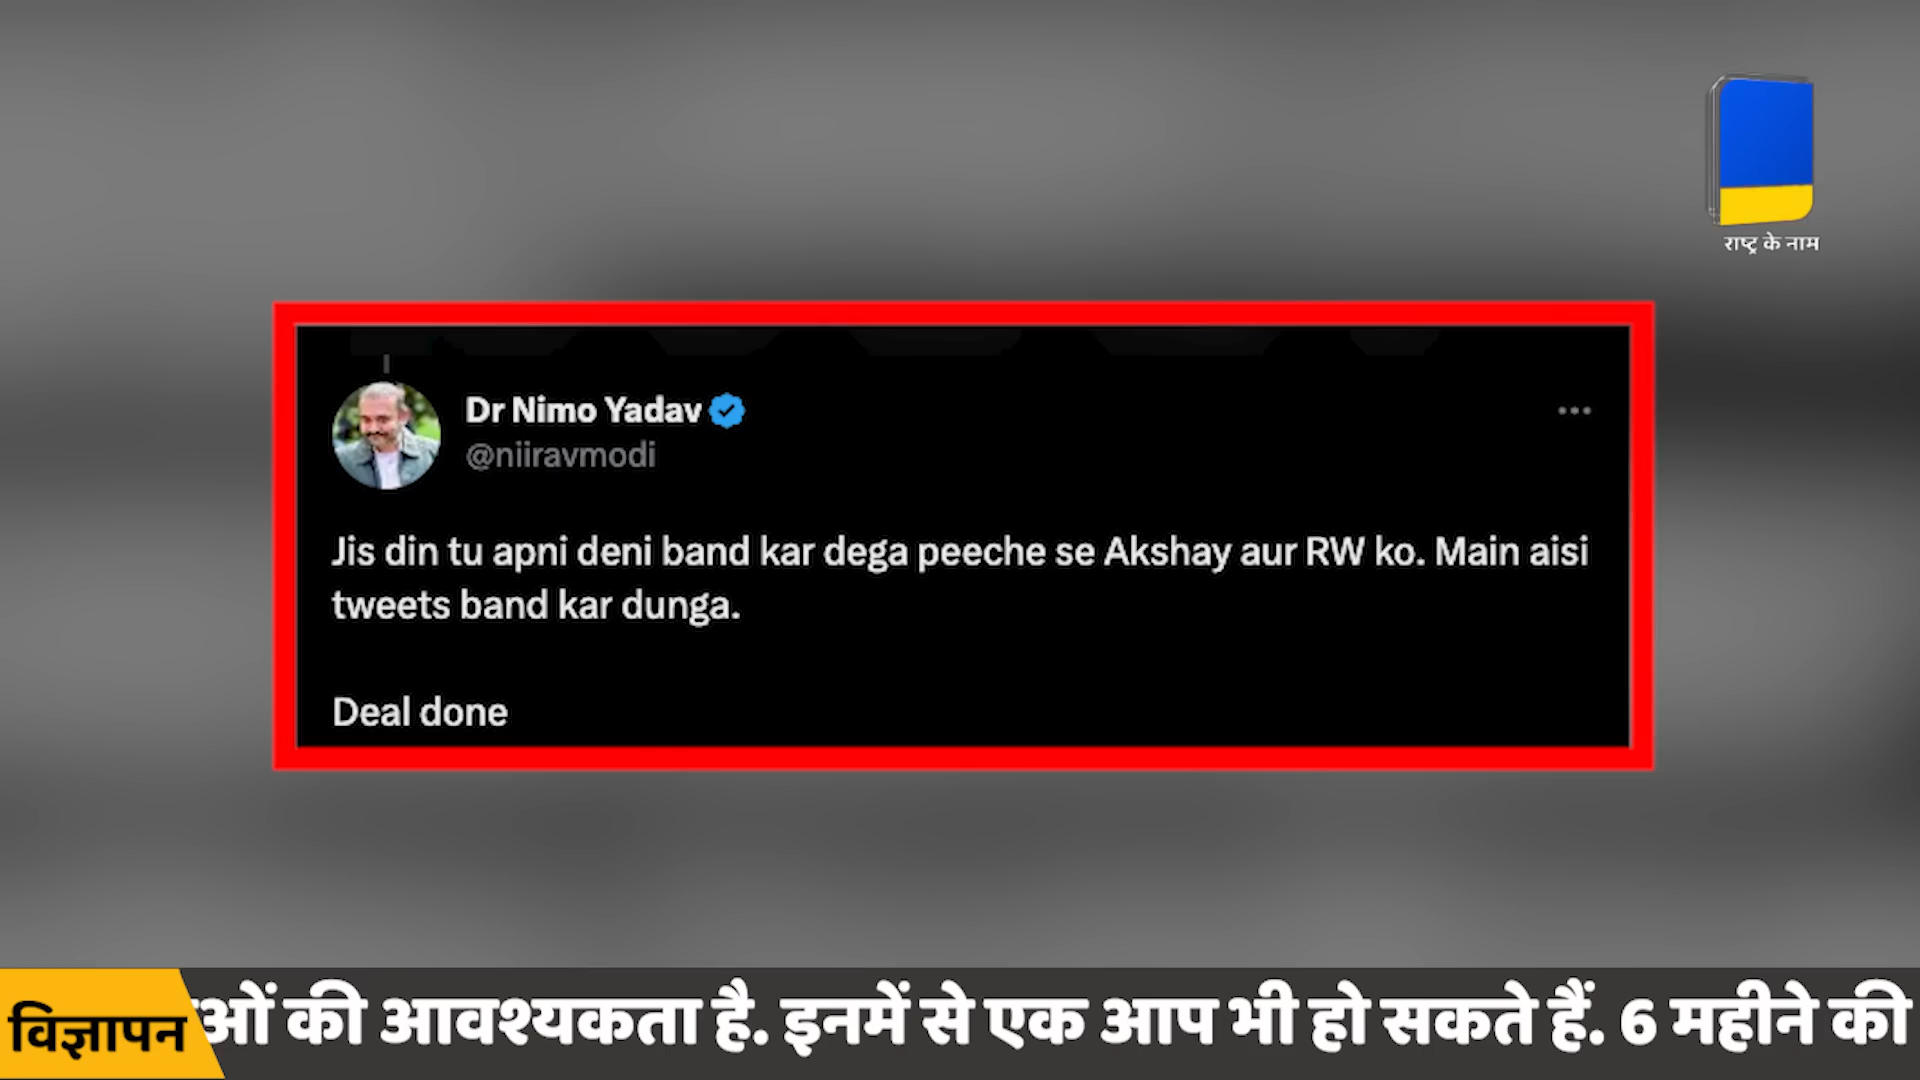 राष्ट्र के नाम
Dr Nimo Yadav
@niiravmodi
Jis din tu apni deni band kar dega peeche se Akshay aur RW ko. Main aisi
tweets band kar dunga.
Deal done
विज्ञापन
की आवश्यकता है. इनमें से एक आप भी हो सकते हैं. 6 महीने की